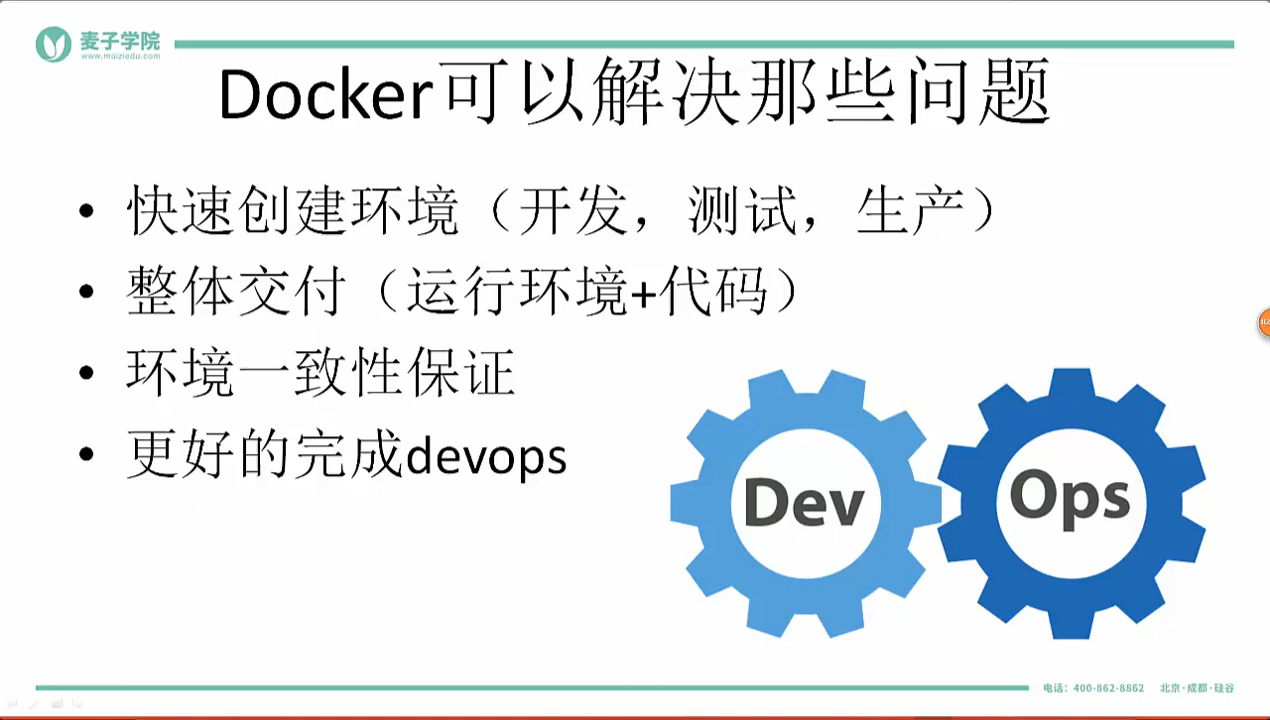 麦子学院
www.maiziedu.com
Docker可以解决那些问题
• 快速创建环境（开发，测试，生产）
• 整体交付（运行环境+代码）
• 环境一致性保证
• 更好的完成devops
Dev
Ops
电话：400-862-8862 北京·成都·硅谷